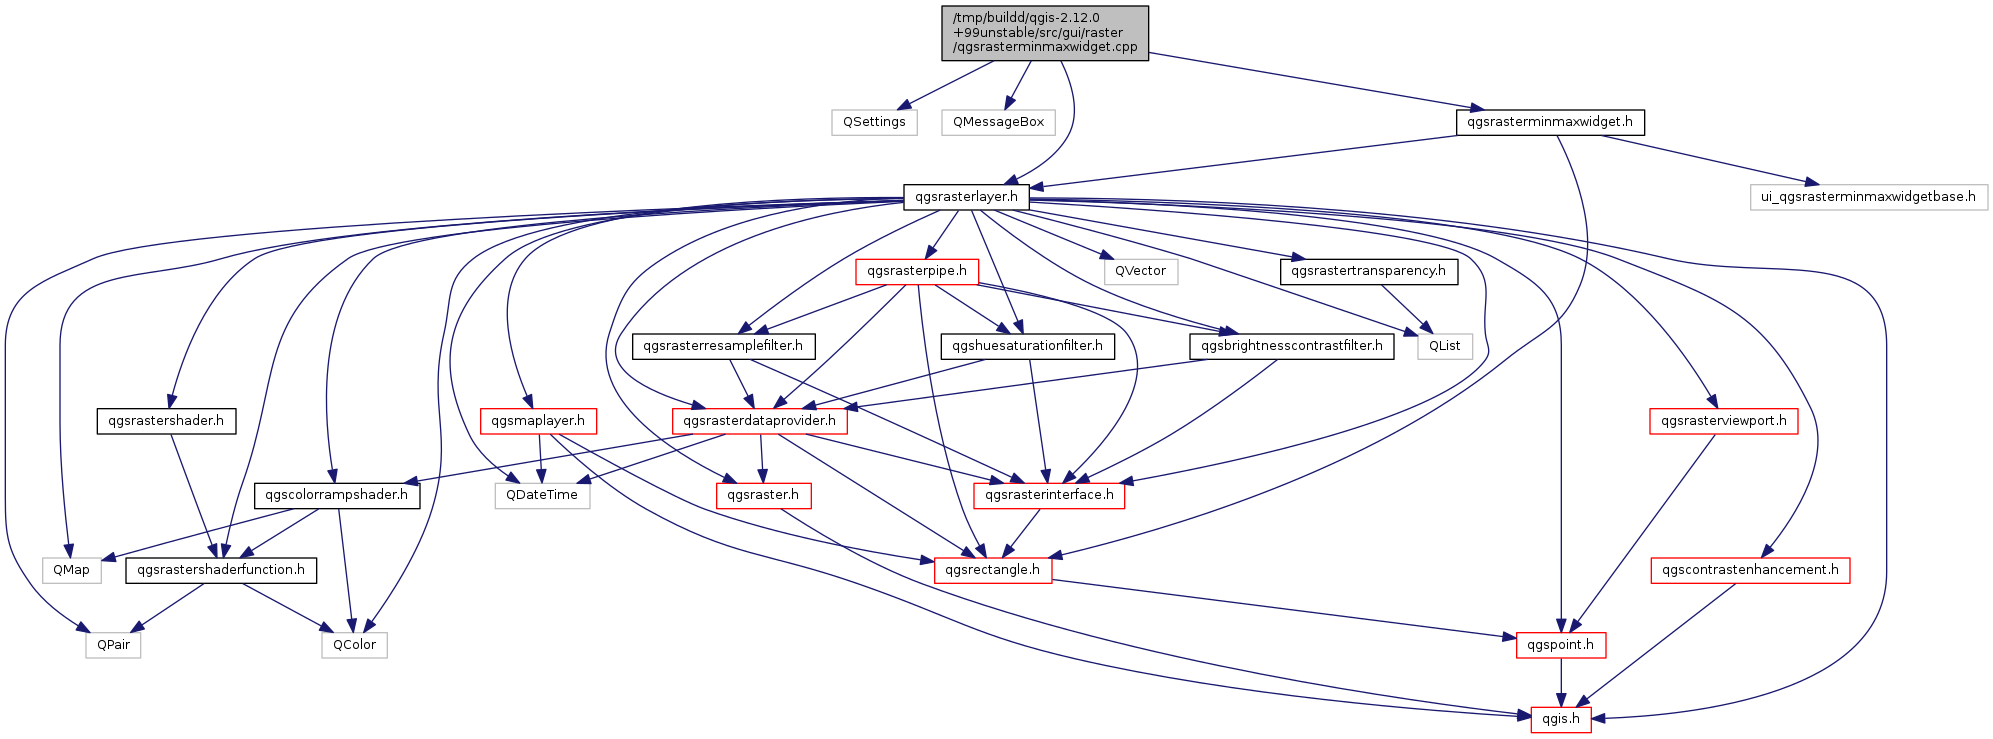 /tmp/buildd/qgis-2.12.0
+99unstable/src/gui/raster
/qgsrasterminmaxwidget.cpp
QSettings
QMessageBox
qgsrasterminmaxwidget.h
qgsrasterlayer.h
ui_qgsrasterminmaxwidgetbase.h
qgsrasterpipe.h
QVector
qgsrastertransparency.h
qgsrasterresamplefilter.h
qgshuesaturationfilter.h
qgsbrightnesscontrastfilter.h
QList
qgsrastershader.h
qgsmaplayer.h
qgsrasterdataprovider.h
qgsrasterviewport.h
qgscolorrampshader.h
QDateTime
qgsraster.h
qgsrasterinterface.h
QMap
qgsrastershaderfunction.h
qgsrectangle.h
qgscontrastenhancement.h
QPair
QColor
qgspoint.h
qgis.h